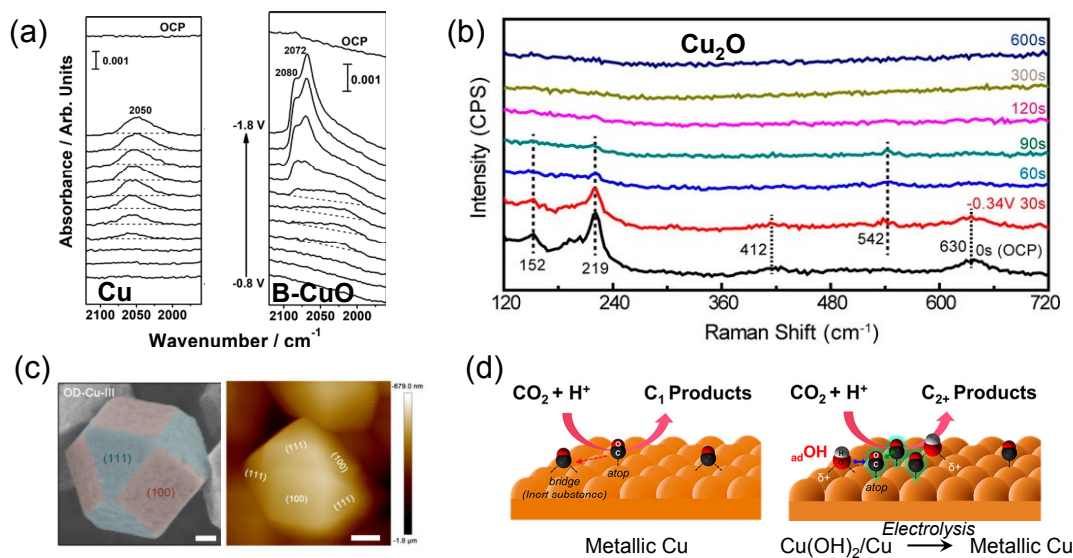 (a)
OCP
0.001
2050
Absorbance / Arb. Units
2100 2050 2000
Cu
-1.8 V
-0.8 V
OCP
2072
2080
0.001
B-CuO
2100 2050 2000
Wavenumber / cm-1
(b)
Cu2O
600s
300s
120s
90s
60s
-0.34V 30s
0s (OCP)
152
219
412
542
630
Intensity (CPS)
120 240 360 480 600 720
Raman Shift (cm-1)
(c)
OD-Cu-III
(111)
(100)
-679.0 nm
(111)
(100)
(111)
(100)
(111)
-1.8 µm
(d)
CO2 + H+
C1 Products
O
C
atop
bridge
(Inert substance)
Metallic Cu
CO2 + H+
C2+ Products
adOH
H
O
δ+
O
C
atop
δ+
Electrolysis
Cu(OH)2/Cu → Metallic Cu